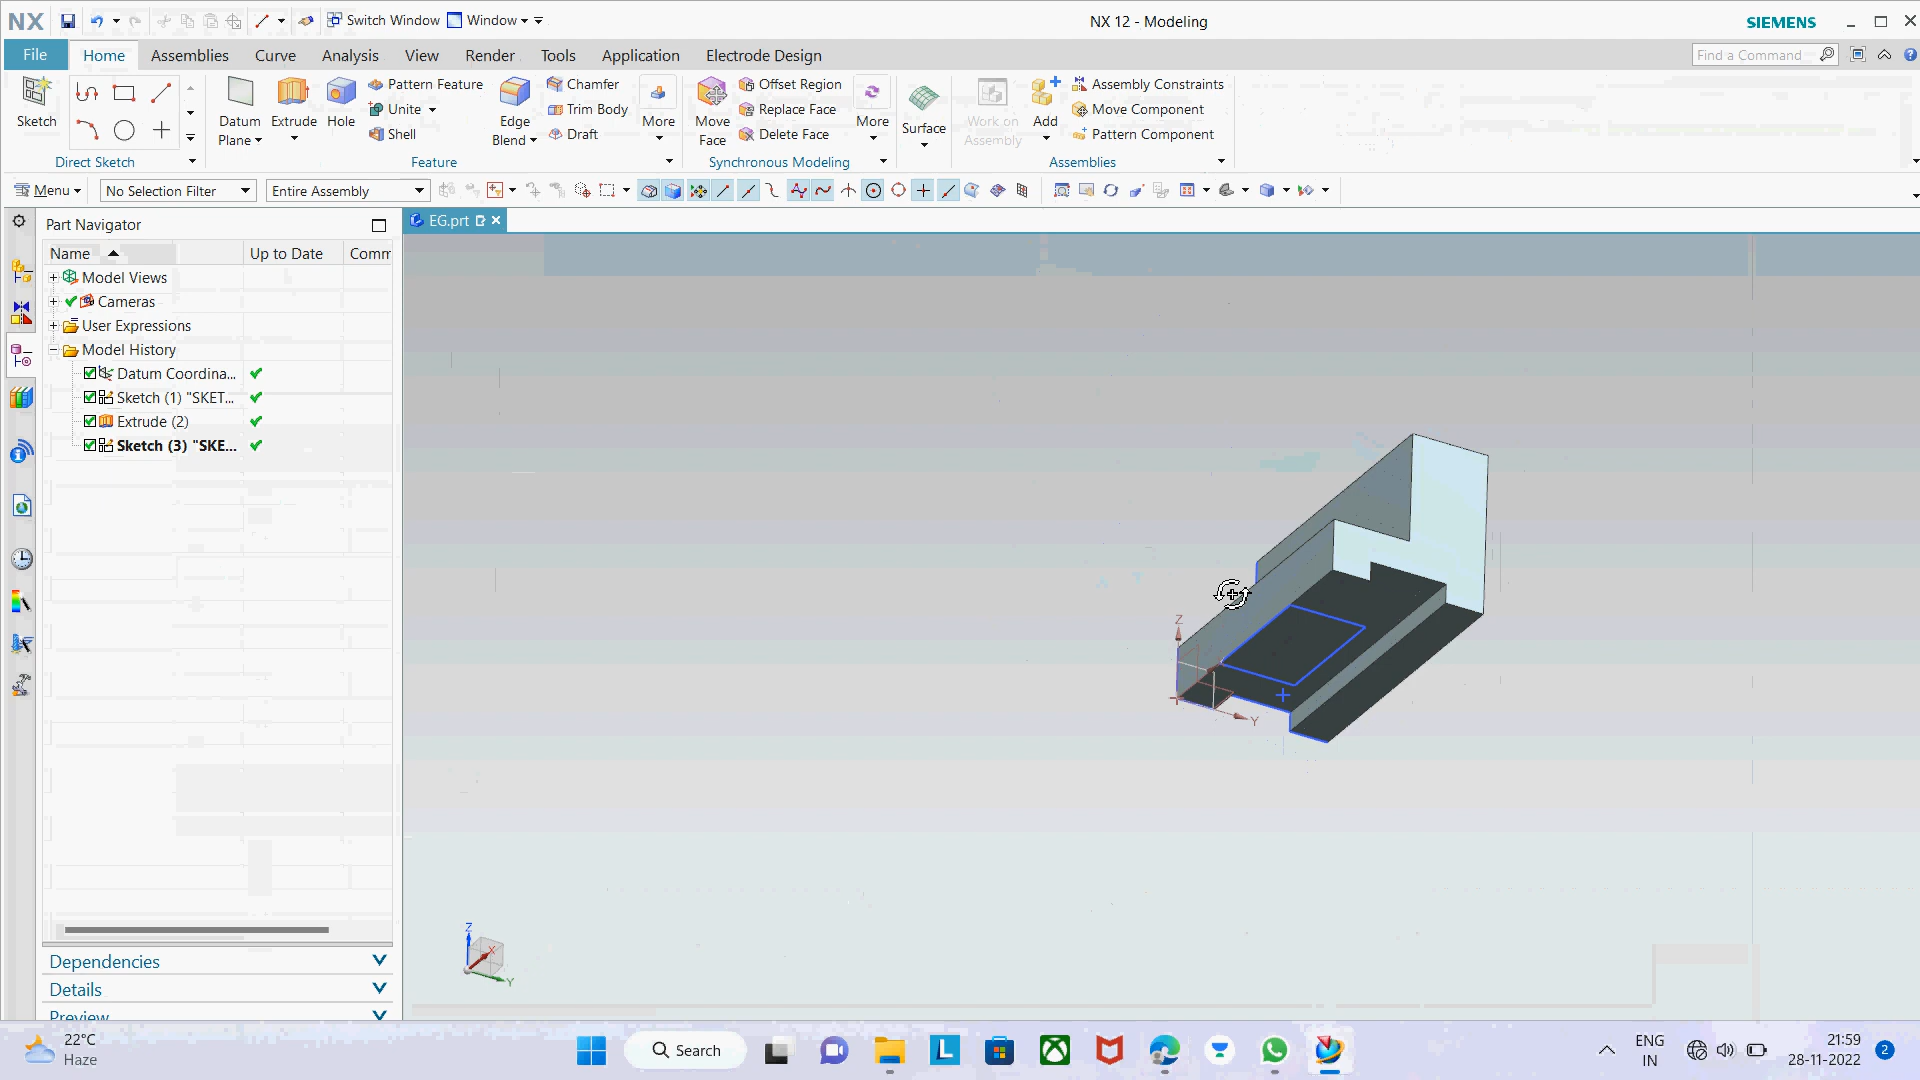 NX
Switch Window
Window
NX 12 - Modeling
SIEMENS
File
Home
Assemblies
Curve
Analysis
View
Render
Tools
Application
Electrode Design
Find a Command
Sketch
Datum Plane
Extrude
Hole
Pattern Feature
Unite
Shell
Edge Blend
Chamfer
Trim Body
Draft
More
Move Face
Offset Region
Replace Face
Delete Face
More
Surface
Work on Assembly
Add
Assembly Constraints
Move Component
Pattern Component
Direct Sketch
Feature
Synchronous Modeling
Assemblies
Menu
No Selection Filter
Entire Assembly
Part Navigator
EG.prt
Name
Up to Date
Comm
Model Views
Cameras
User Expressions
Model History
Datum Coordina...
Sketch (1) "SKET...
Extrude (2)
Sketch (3) "SKE...
Z
Y
Z
X
Y
Dependencies
Details
Preview
22°C
Haze
Search
ENG
IN
21:59
28-11-2022
2